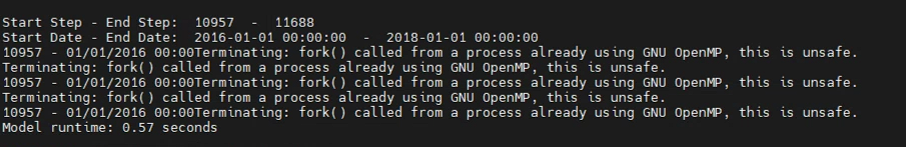 Start Step - End Step:  10957  -  11688
Start Date - End Date:  2016-01-01 00:00:00  -  2018-01-01 00:00:00
10957 - 01/01/2016 00:00Terminating: fork() called from a process already using GNU OpenMP, this is unsafe.
Terminating: fork() called from a process already using GNU OpenMP, this is unsafe.
10957 - 01/01/2016 00:00Terminating: fork() called from a process already using GNU OpenMP, this is unsafe.
Terminating: fork() called from a process already using GNU OpenMP, this is unsafe.
10957 - 01/01/2016 00:00Terminating: fork() called from a process already using GNU OpenMP, this is unsafe.
Model runtime: 0.57 seconds